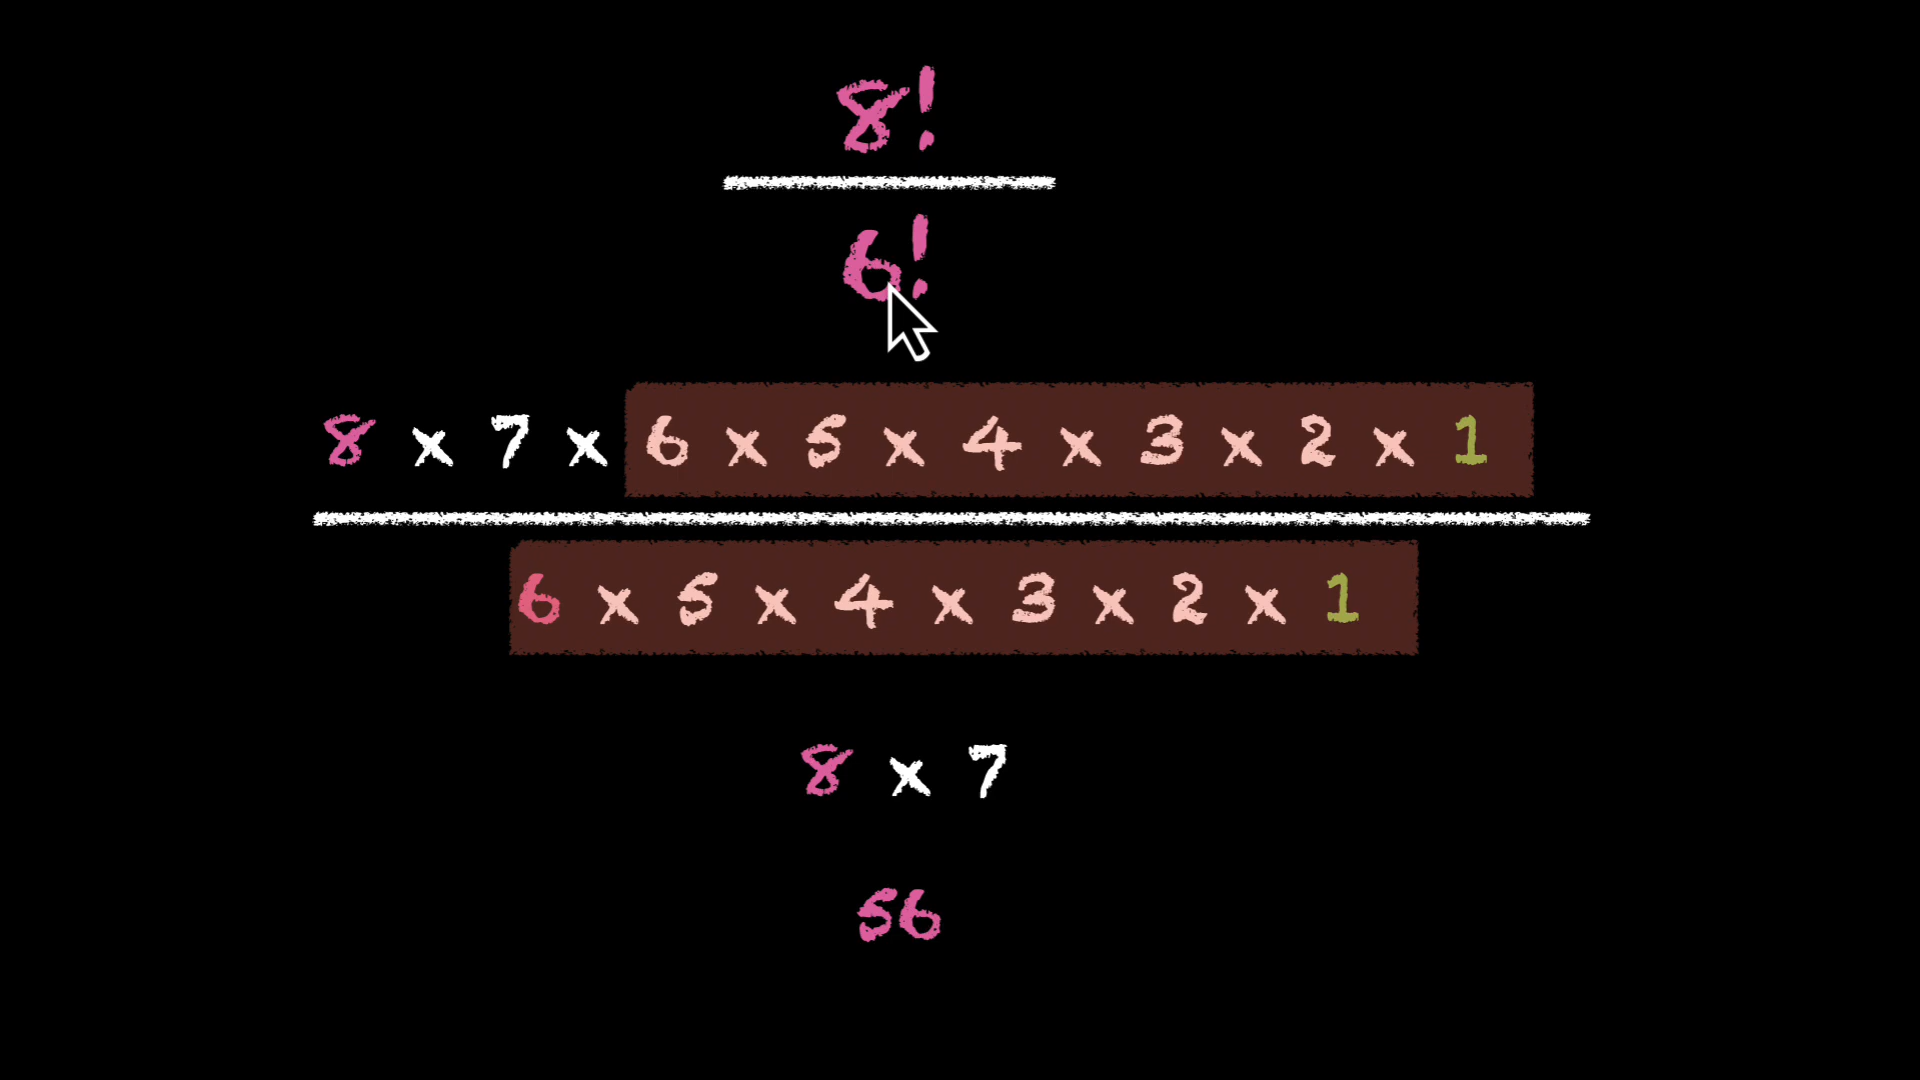 8!
6!
8 x 7 x 6 x 5 x 4 x 3 x 2 x 1
6 x 5 x 4 x 3 x 2 x 1
8 x 7
56